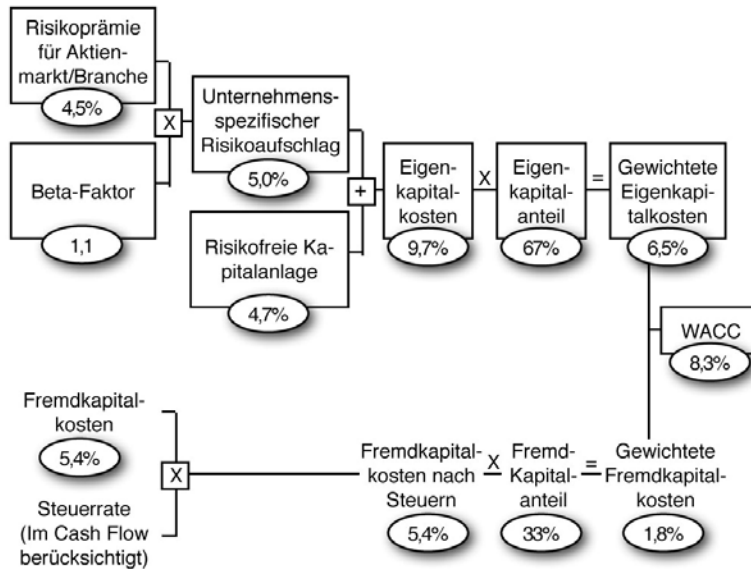 Risikoprämie
für Aktien-
markt/Branche
4,5%
X
Beta-Faktor
1,1
Unternehmens-
spezifischer
Risikoaufschlag
5,0%
+
Risikofreie Ka-
pitalanlage
4,7%
Eigen-
kapital-
kosten
9,7%
X
Eigen-
kapital-
anteil
67%
=
Gewichtete
Eigenkapi-
talkosten
6,5%
WACC
8,3%
Fremdkapital-
kosten
5,4%
X
Steuerrate
(Im Cash Flow
berücksichtigt)
Fremdkapital-
kosten nach
Steuern
5,4%
X
Fremd-
Kapital-
anteil
33%
=
Gewichtete
Fremdkapital-
kosten
1,8%